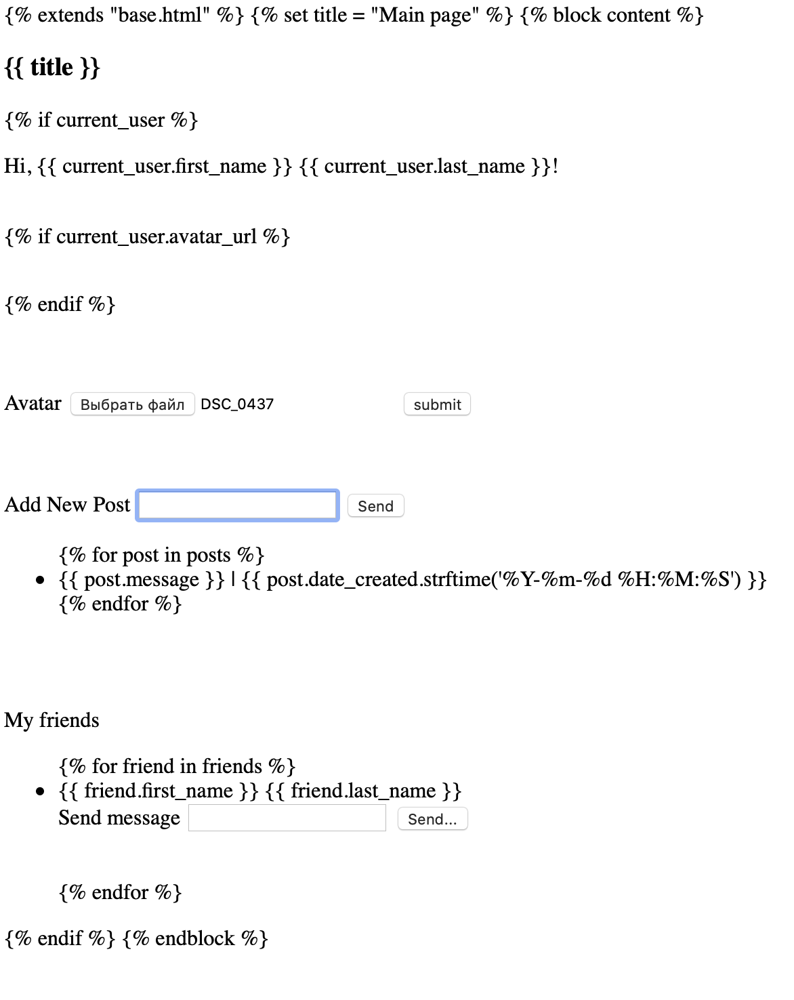 {% extends "base.html" %} {% set title = "Main page" %} {% block content %}
{{ title }}
{% if current_user %}
Hi, {{ current_user.first_name }} {{ current_user.last_name }}!
{% if current_user.avatar_url %}
{% endif %}
Avatar Выбрать файл DSC_0437 submit
Add New Post Send
{% for post in posts %}
{{ post.message }} | {{ post.date_created.strftime('%Y-%m-%d %H:%M:%S') }}
{% endfor %}
My friends
{% for friend in friends %}
{{ friend.first_name }} {{ friend.last_name }}
Send message Send...
{% endfor %}
{% endif %} {% endblock %}